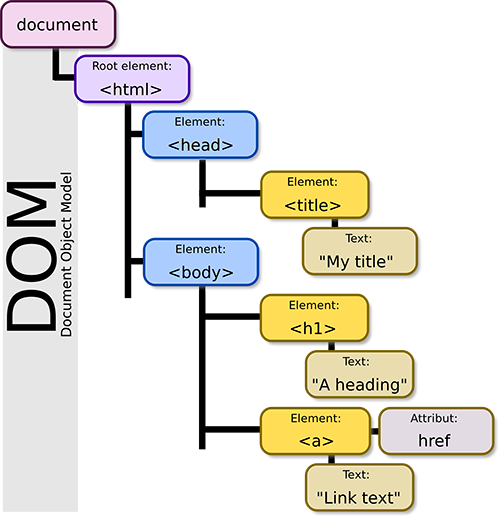 document
Root element:
<html>
Element:
<head>
Element:
<title>
Text:
"My title"
Element:
<body>
Element:
<h1>
Text:
"A heading"
Element:
<a>
Attribut:
href
Text:
"Link text"
DOM
Document Object Model